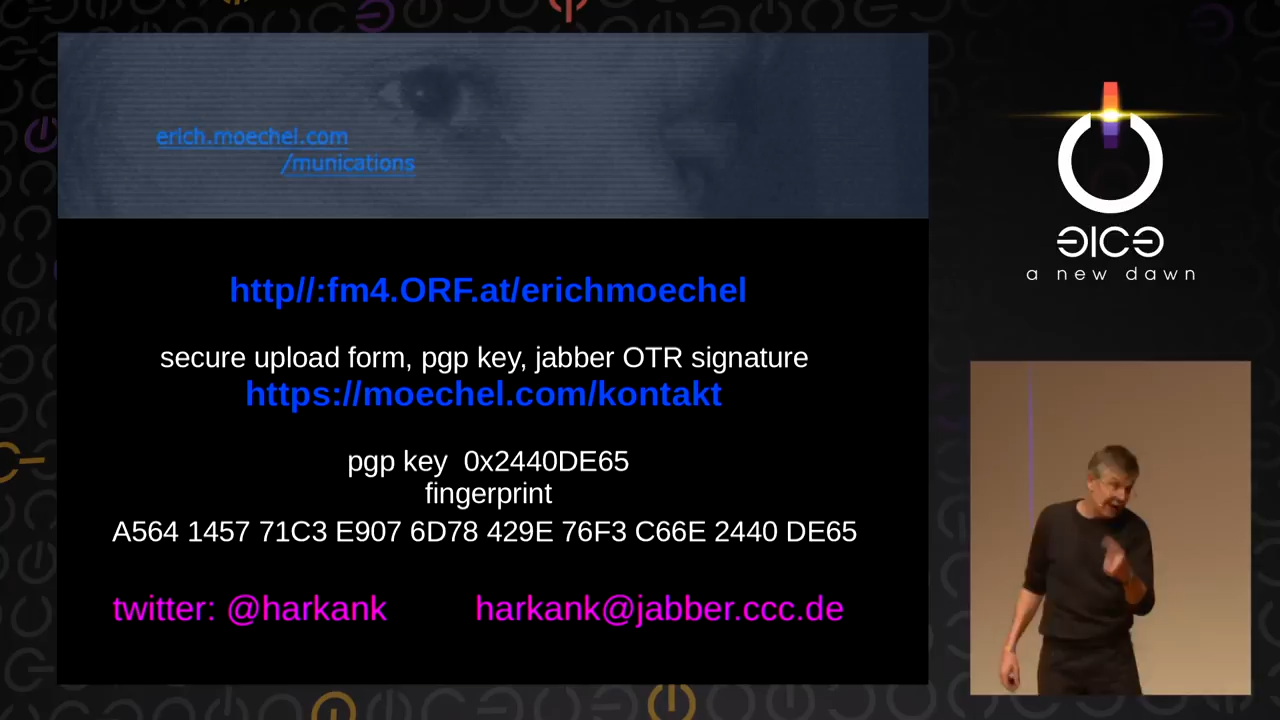 erich.moechel.com
/munications
http//:fm4.ORF.at/erichmoechel
secure upload form, pgp key, jabber OTR signature
https://moechel.com/kontakt
pgp key 0x2440DE65
fingerprint
A564 1457 71C3 E907 6D78 429E 76F3 C66E 2440 DE65
twitter: @harkank harkank@jabber.ccc.de
a new dawn